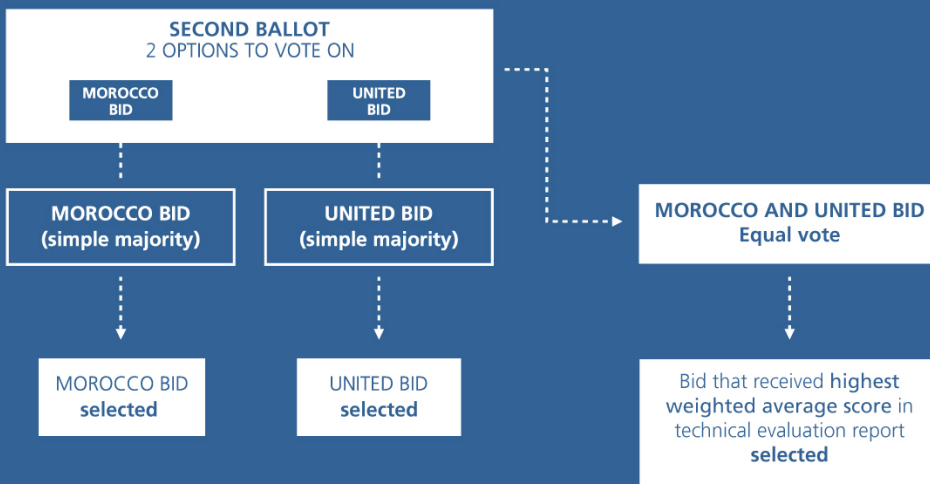 SECOND BALLOT
2 OPTIONS TO VOTE ON
MOROCCO
BID
UNITED
BID
MOROCCO BID
(simple majority)
UNITED BID
(simple majority)
MOROCCO AND UNITED BID
Equal vote
MOROCCO BID
selected
UNITED BID
selected
Bid that received highest
weighted average score in
technical evaluation report
selected